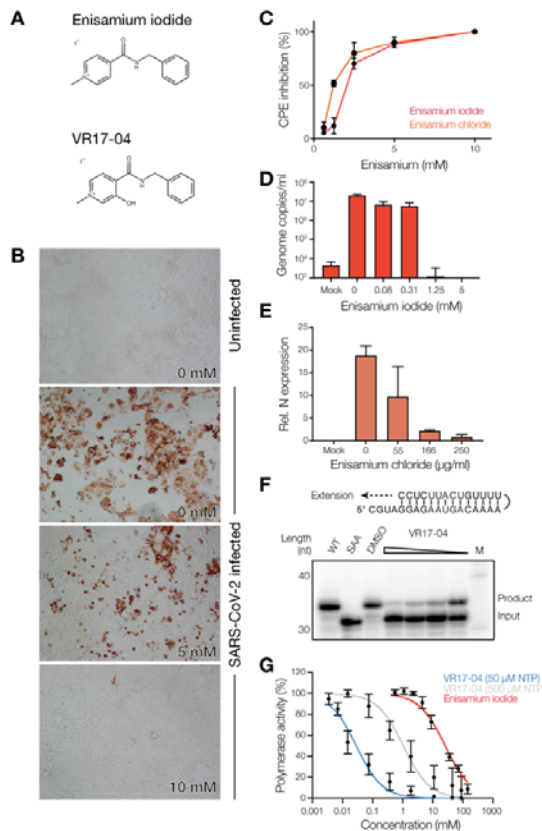 A
Enisamium iodide
I⁻
O
N
H
N⁺
VR17-04
I⁻
O
N
H
N⁺
OH
B
0 mM
Uninfected
0 mM
5 mM
10 mM
SARS-CoV-2 infected
C
CPE inhibition (%)
100
80
60
40
20
0
0
5
10
Enisamium iodide
Enisamium chloride
Enisamium (mM)
D
Genome copies/ml
10⁸
10⁷
10⁶
10⁵
10⁴
10³
Mock 0 0.08 0.31 1.25 5
Enisamium iodide (mM)
E
Rel. N expression
25
20
15
10
5
0
Mock 0 55 166 250
Enisamium chloride (µg/ml)
F
Extension CCUCUUACUGUUUU
5' CGUAGGAGAAUGACAAAA
Length (nt)
WT SAA DMSO VR17-04 M
40
30
Product
Input
G
VR17-04 (50 µM NTP)
VR17-04 (500 µM NTP)
Enisamium iodide
Polymerase activity (%)
120
100
80
60
40
20
0
0.001 0.01 0.1 1 10 100 1000
Concentration (mM)